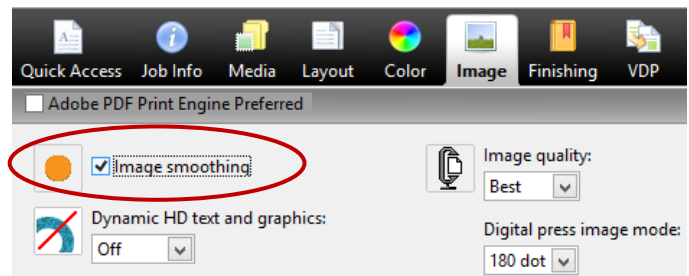 Quick Access Job Info Media Layout Color Image Finishing VDP
Adobe PDF Print Engine Preferred
Image smoothing
Image quality:
Best
Dynamic HD text and graphics:
Off
Digital press image mode:
180 dot